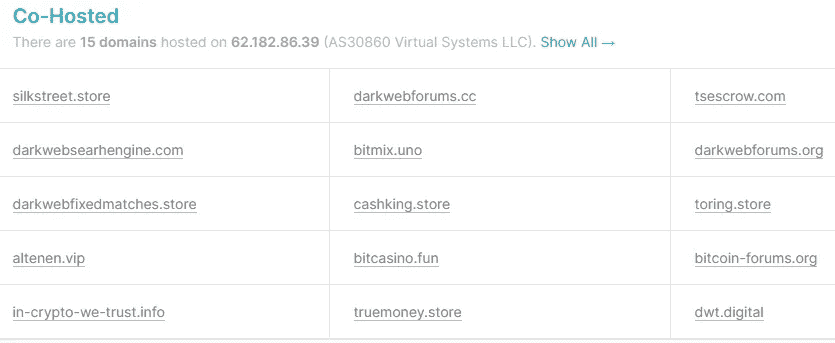 Co-Hosted
There are 15 domains hosted on 62.182.86.39 (AS30860 Virtual Systems LLC). Show All →
silkstreet.store darkwebforums.cc tsescrow.com
darkwebsearhengine.com bitmix.uno darkwebforums.org
darkwebfixedmatches.store cashking.store toring.store
altenen.vip bitcasino.fun bitcoin-forums.org
in-crypto-we-trust.info truemoney.store dwt.digital